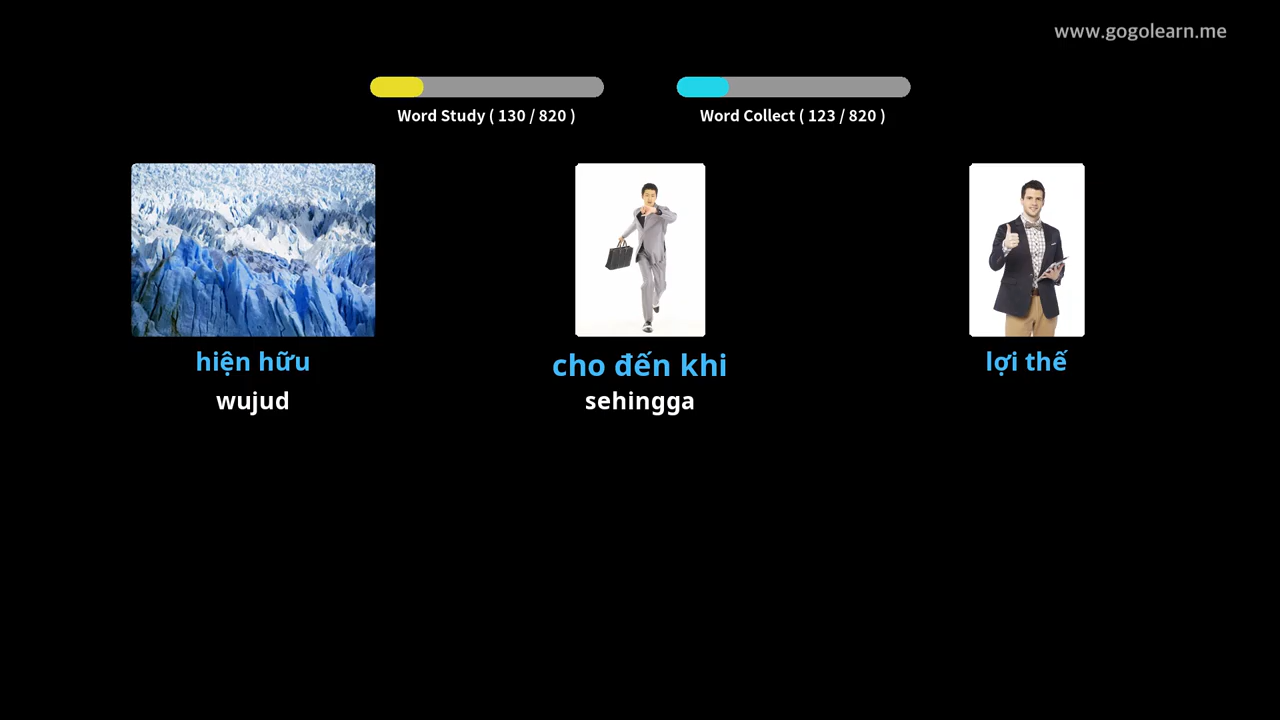 www.gogolearn.me
Word Study ( 130 / 820 )
Word Collect ( 123 / 820 )
hiện hữu
cho đến khi
lợi thế
wujud
sehingga